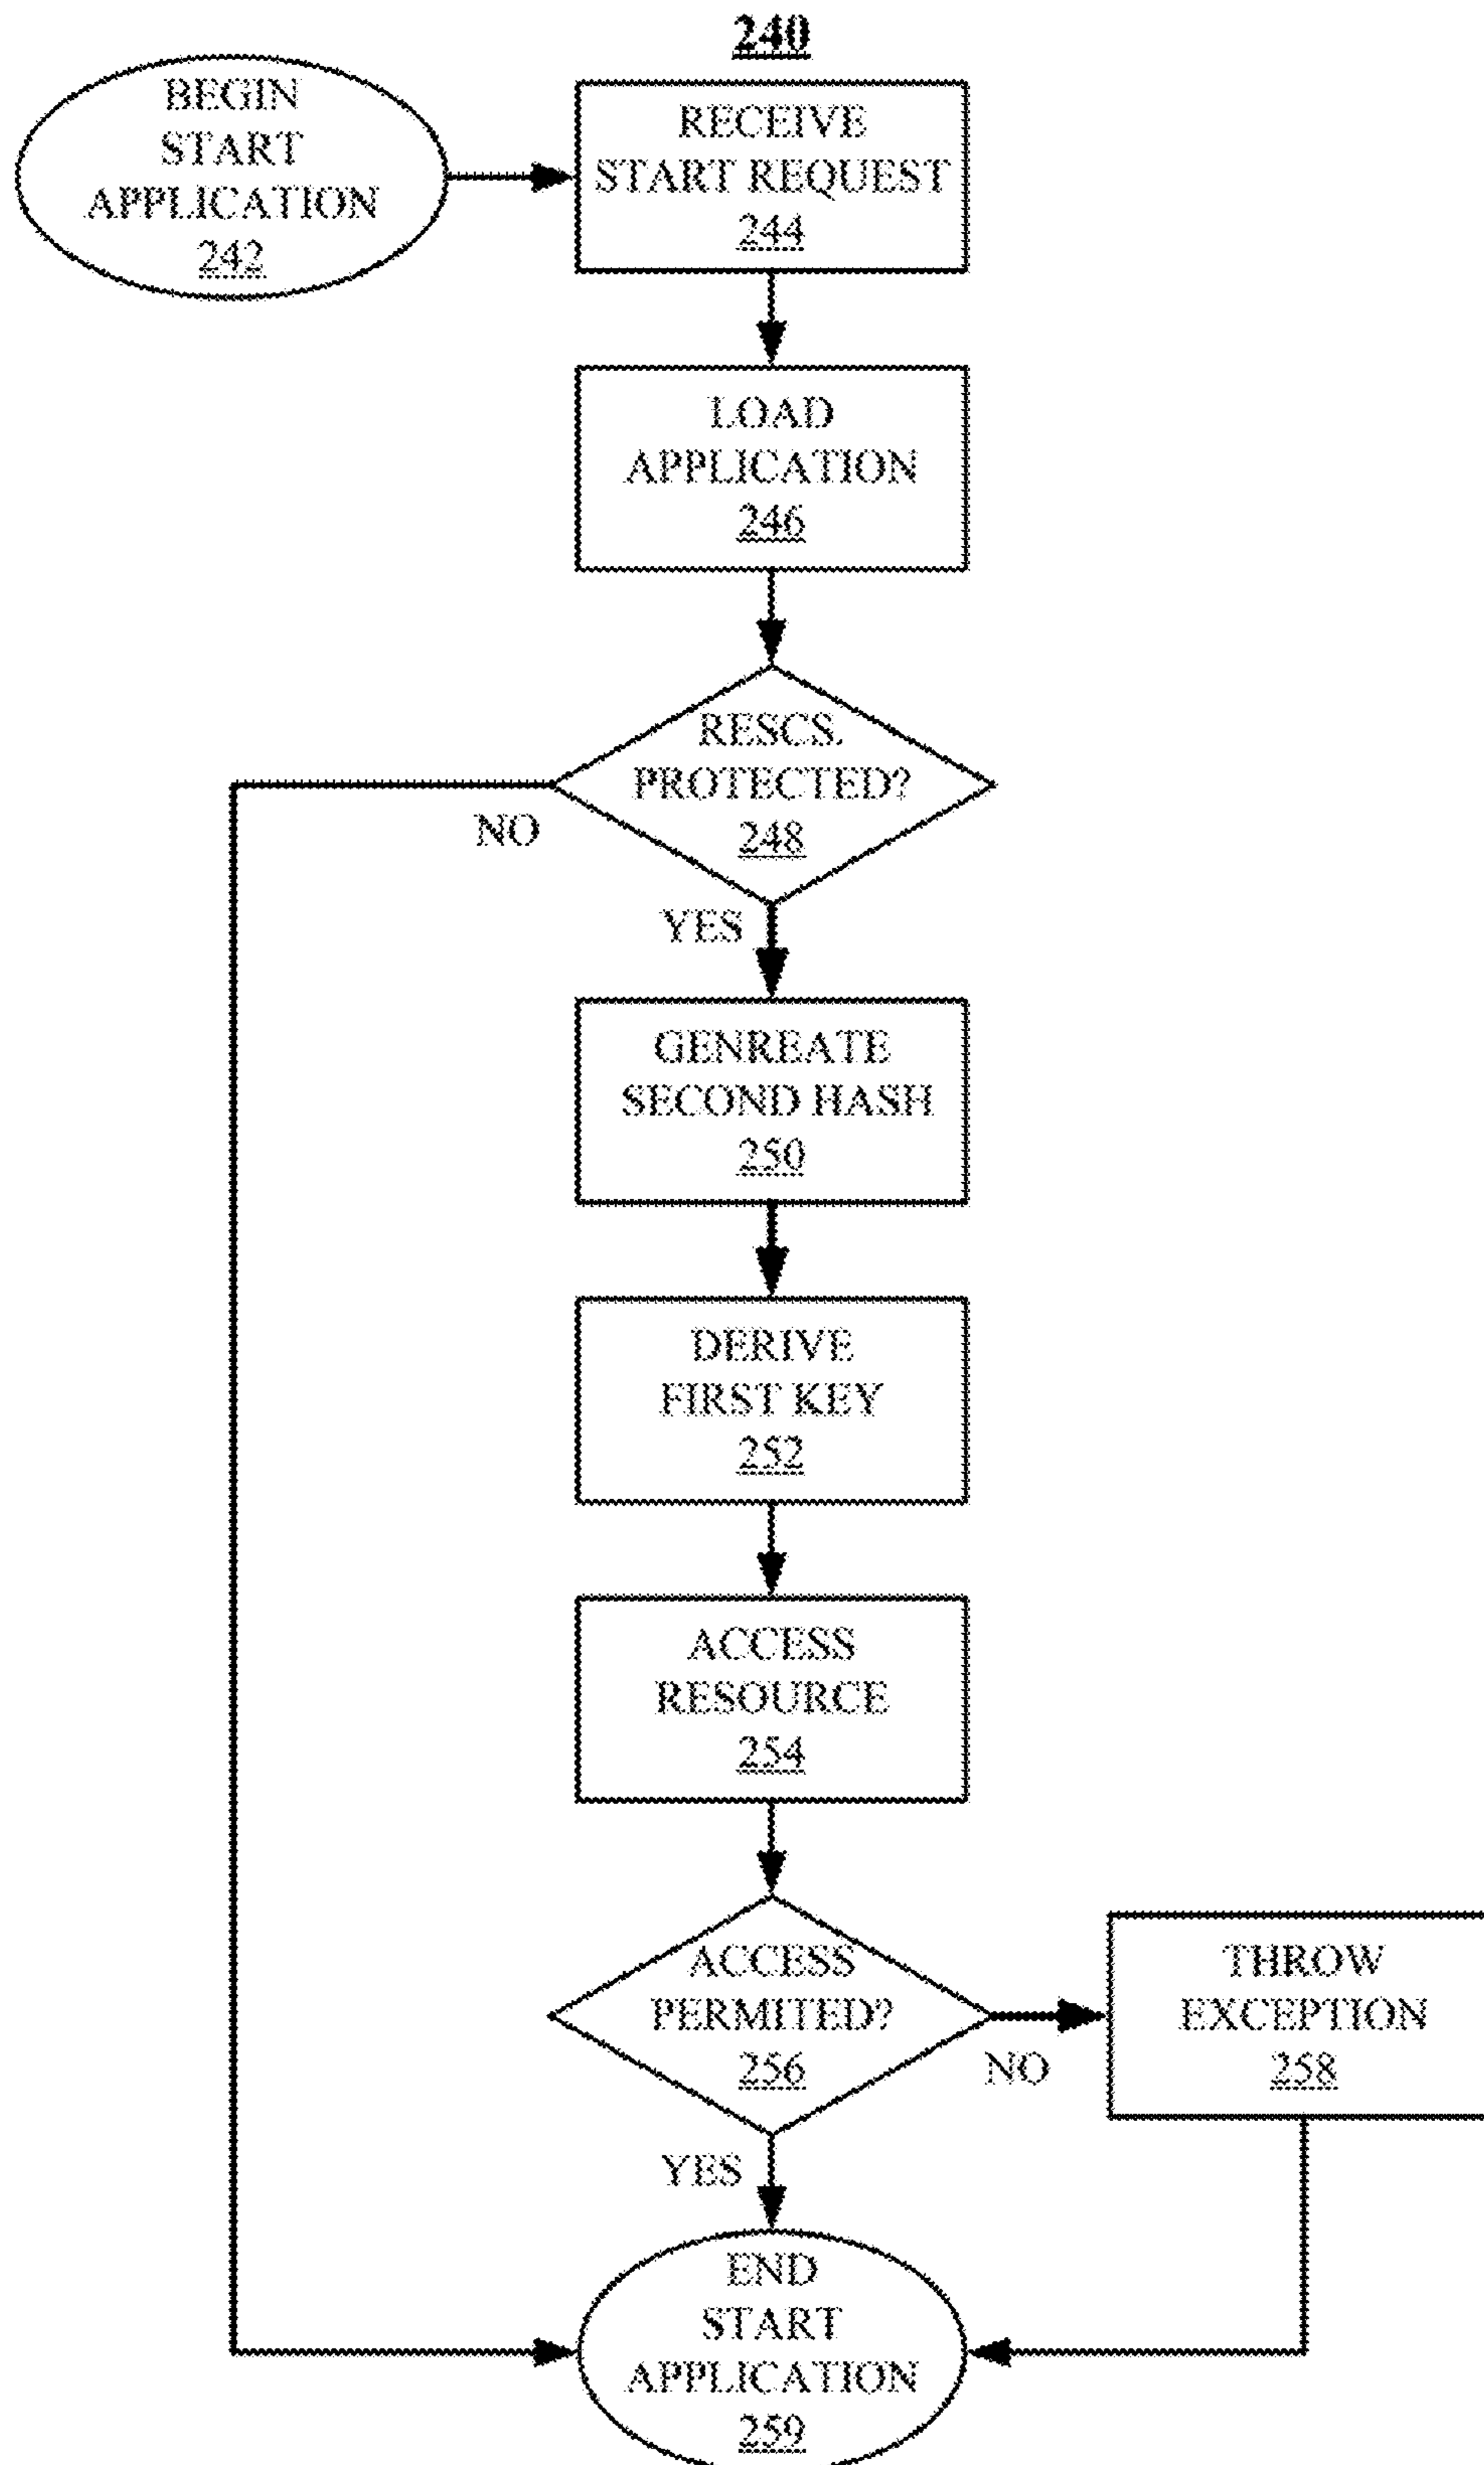 240
BEGIN
START
APPLICATION
242
RECEIVE
START REQUEST
244
LOAD
APPLICATION
246
RESCS.
PROTECTED?
248
NO
YES
GENREATE
SECOND HASH
250
DERIVE
FIRST KEY
252
ACCESS
RESOURCE
254
ACCESS
PERMITED?
256
NO
THROW
EXCEPTION
258
YES
END
START
APPLICATION
259